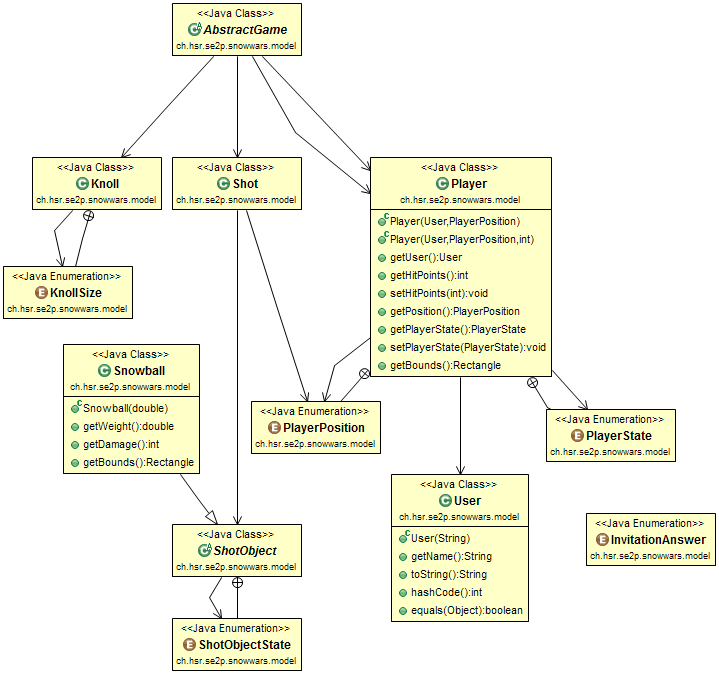 <<Java Class>>
AbstractGame
ch.hsr.se2p.snowwars.model
<<Java Class>>
Knoll
ch.hsr.se2p.snowwars.model
<<Java Class>>
Shot
ch.hsr.se2p.snowwars.model
<<Java Class>>
Player
ch.hsr.se2p.snowwars.model
Player(User,PlayerPosition)
Player(User,PlayerPosition,int)
getUser():User
getHitPoints():int
setHitPoints(int):void
getPosition():PlayerPosition
getPlayerState():PlayerState
setPlayerState(PlayerState):void
getBounds():Rectangle
<<Java Enumeration>>
KnollSize
ch.hsr.se2p.snowwars.model
<<Java Class>>
Snowball
ch.hsr.se2p.snowwars.model
Snowball(double)
getWeight():double
getDamage():int
getBounds():Rectangle
<<Java Enumeration>>
PlayerPosition
ch.hsr.se2p.snowwars.model
<<Java Enumeration>>
PlayerState
ch.hsr.se2p.snowwars.model
<<Java Class>>
User
ch.hsr.se2p.snowwars.model
User(String)
getName():String
toString():String
hashCode():int
equals(Object):boolean
<<Java Enumeration>>
InvitationAnswer
ch.hsr.se2p.snowwars.model
<<Java Class>>
ShotObject
ch.hsr.se2p.snowwars.model
<<Java Enumeration>>
ShotObjectState
ch.hsr.se2p.snowwars.model